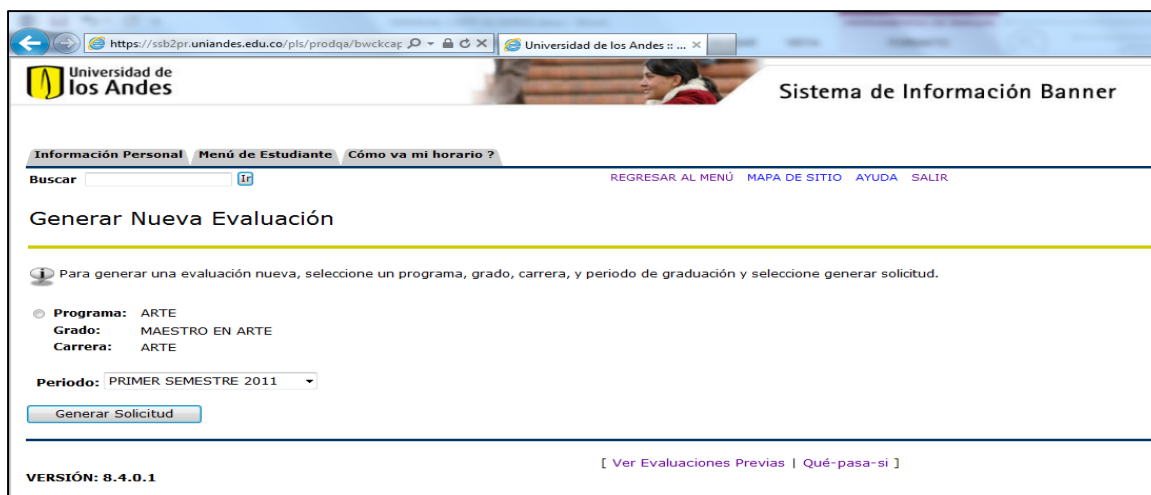 https://ssb2pr.uniandes.edu.co/pls/prodqa/bwckcap
Universidad de los Andes :: ...
Universidad de
los Andes
Sistema de Información Banner
Información Personal Menú de Estudiante Cómo va mi horario ?
Buscar Ir REGRESAR AL MENÚ MAPA DE SITIO AYUDA SALIR
Generar Nueva Evaluación
Para generar una evaluación nueva, seleccione un programa, grado, carrera, y periodo de graduación y seleccione generar solicitud.
Programa: ARTE
Grado: MAESTRO EN ARTE
Carrera: ARTE
Periodo: PRIMER SEMESTRE 2011
Generar Solicitud
[ Ver Evaluaciones Previas | Qué-pasa-si ]
VERSIÓN: 8.4.0.1